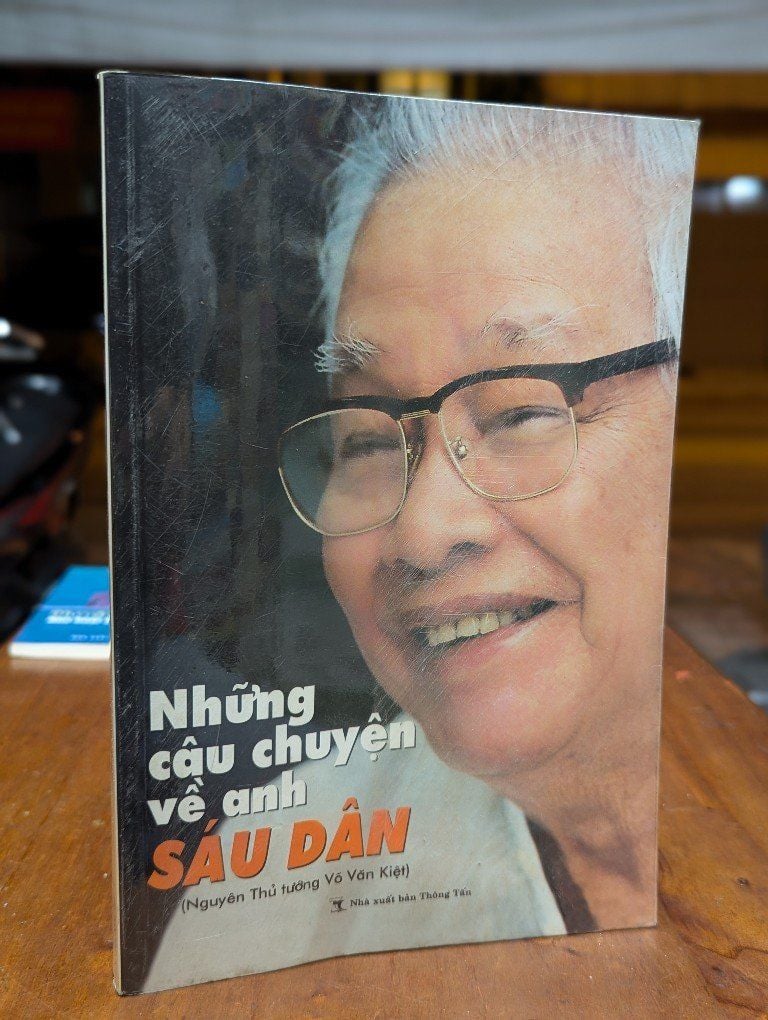 Những
câu chuyện
về anh
SÁU DÂN
(Nguyên Thủ tướng Võ Văn Kiệt)
Nhà xuất bản Thông Tấn